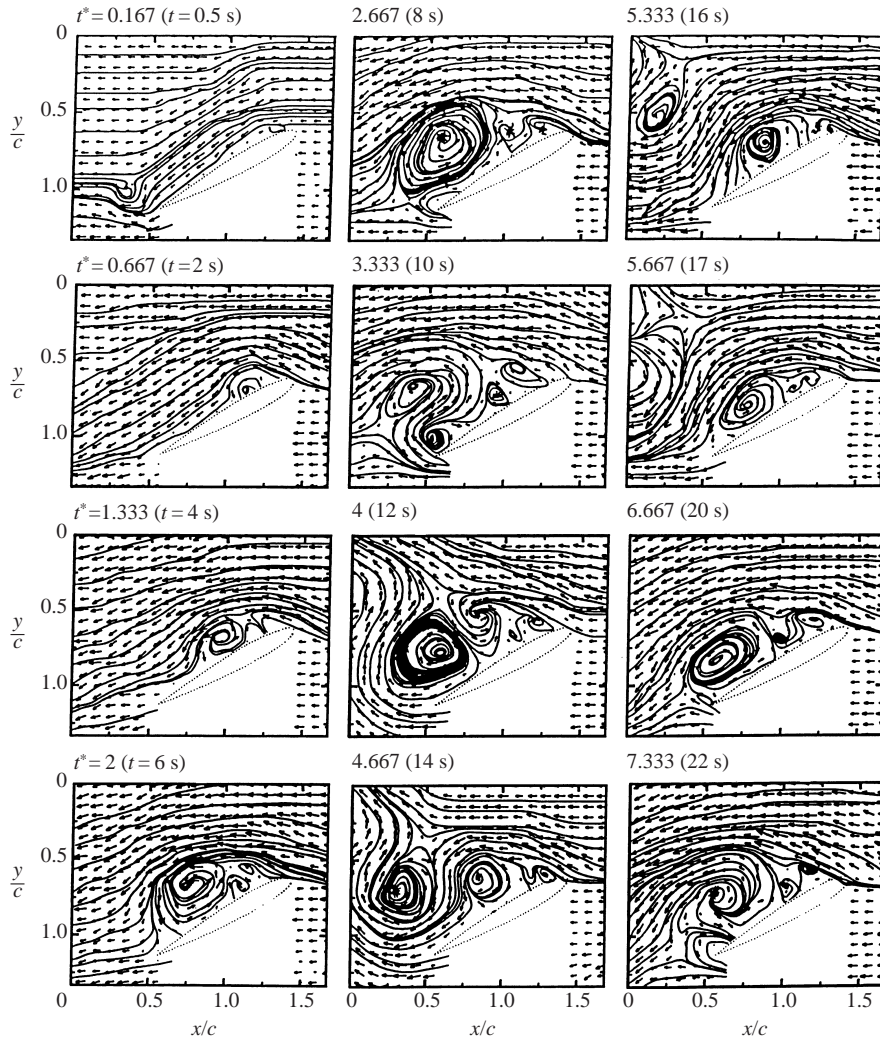 t* = 0.167 (t = 0.5 s)
2.667 (8 s)
5.333 (16 s)
0
0.5
y/c
1.0
t* = 0.667 (t = 2 s)
3.333 (10 s)
5.667 (17 s)
0
0.5
y/c
1.0
t* =1.333 (t = 4 s)
4 (12 s)
6.667 (20 s)
0
0.5
y/c
1.0
t* = 2 (t = 6 s)
4.667 (14 s)
7.333 (22 s)
0
0.5
y/c
1.0
0 0.5 1.0 1.5 0 0.5 1.0 1.5 0 0.5 1.0 1.5
x/c x/c x/c